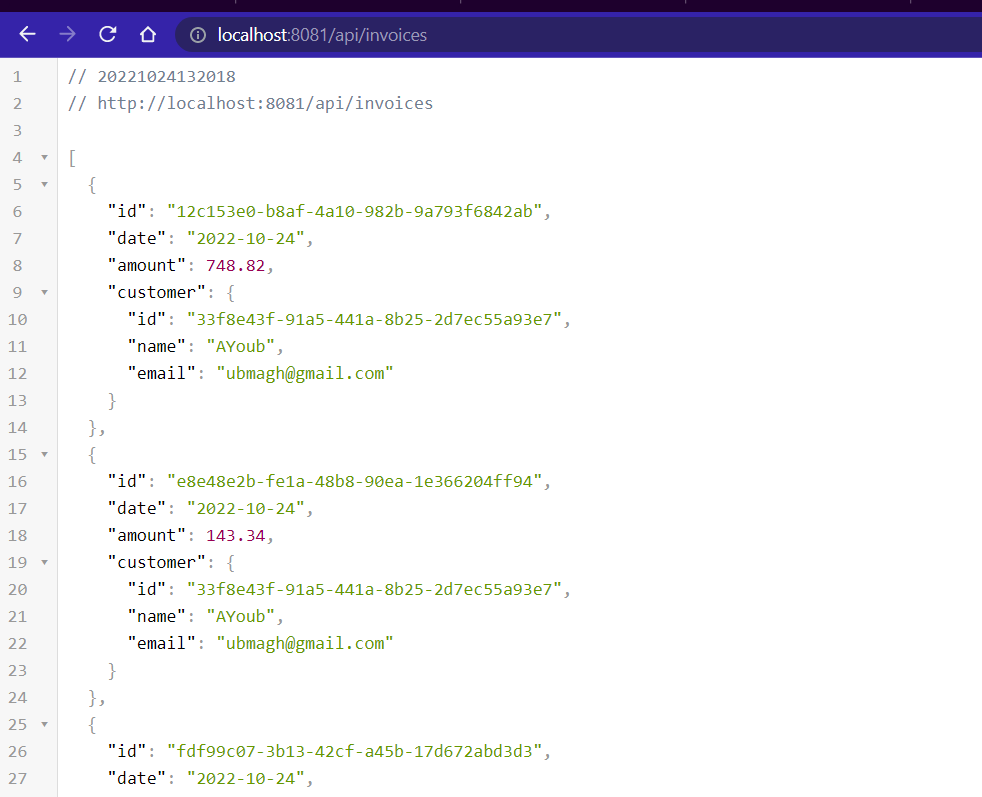 localhost:8081/api/invoices
1 // 20221024132018
2 // http://localhost:8081/api/invoices
3
4 [
5 {
6 "id": "12c153e0-b8af-4a10-982b-9a793f6842ab",
7 "date": "2022-10-24",
8 "amount": 748.82,
9 "customer": {
10 "id": "33f8e43f-91a5-441a-8b25-2d7ec55a93e7",
11 "name": "AYoub",
12 "email": "ubmagh@gmail.com"
13 }
14 },
15 {
16 "id": "e8e48e2b-fe1a-48b8-90ea-1e366204ff94",
17 "date": "2022-10-24",
18 "amount": 143.34,
19 "customer": {
20 "id": "33f8e43f-91a5-441a-8b25-2d7ec55a93e7",
21 "name": "AYoub",
22 "email": "ubmagh@gmail.com"
23 }
24 },
25 {
26 "id": "fdf99c07-3b13-42cf-a45b-17d672abd3d3",
27 "date": "2022-10-24",